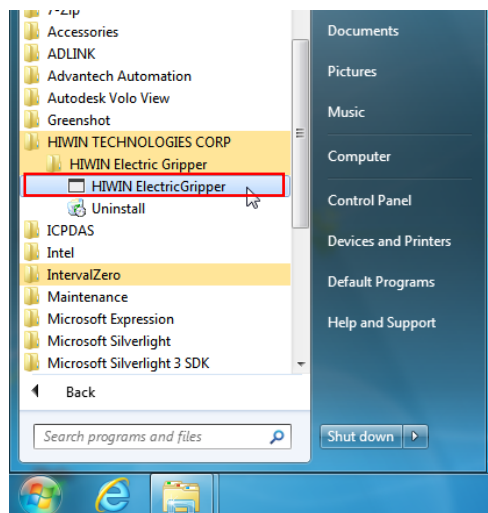 7-Zip
Accessories
ADLINK
Advantech Automation
Autodesk Volo View
Greenshot
HIWIN TECHNOLOGIES CORP
HIWIN Electric Gripper
HIWIN ElectricGripper
Uninstall
ICPDAS
Intel
IntervalZero
Maintenance
Microsoft Expression
Microsoft Silverlight
Microsoft Silverlight 3 SDK
Back
Search programs and files
Documents
Pictures
Music
Computer
Control Panel
Devices and Printers
Default Programs
Help and Support
Shut down